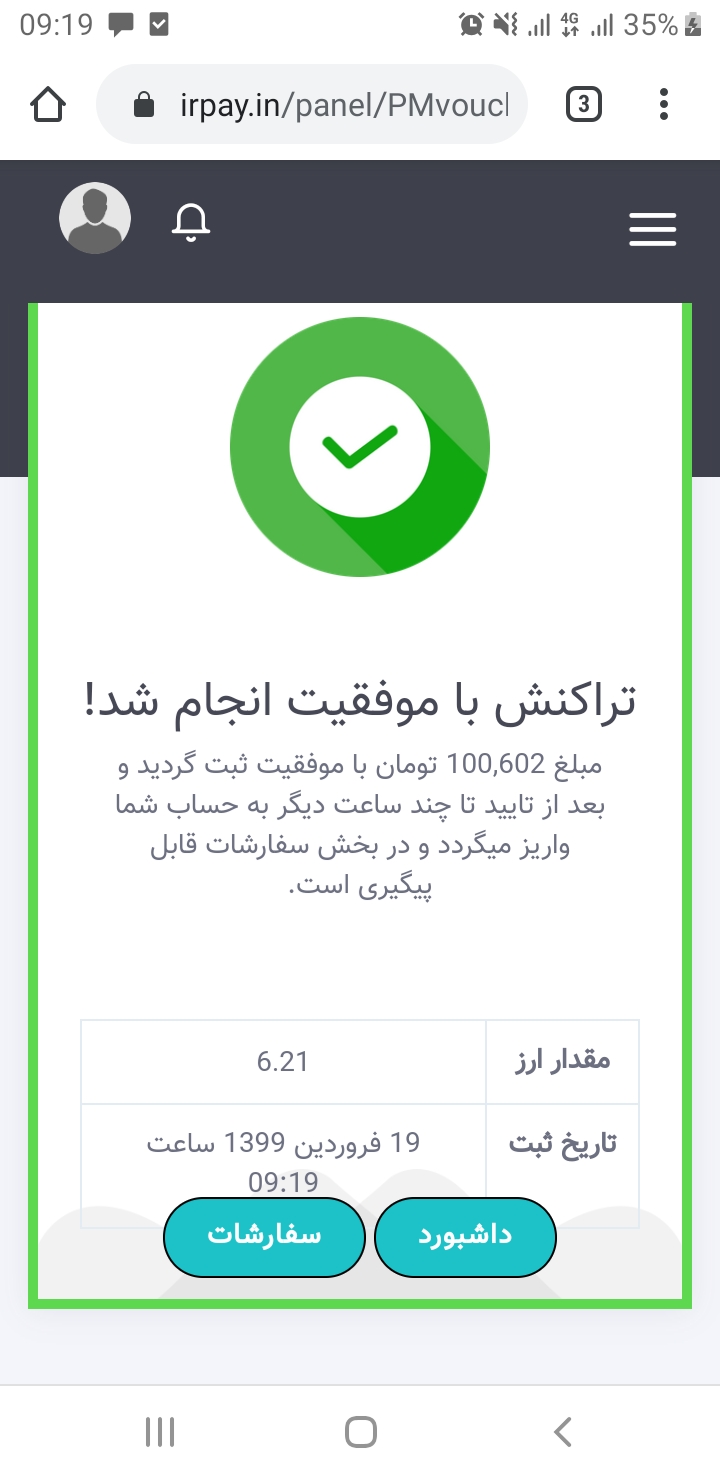 09:19
4G
35%
irpay.in/panel/PMvoucl
3
تراکنش با موفقیت انجام شد!
مبلغ 100,602 تومان با موفقیت ثبت گردید و
بعد از تایید تا چند ساعت دیگر به حساب شما
واریز میگردد و در بخش سفارشات قابل
پیگیری است.
مقدار ارز
6.21
تاریخ ثبت
19 فروردین 1399 ساعت
09:19
داشبورد
سفارشات